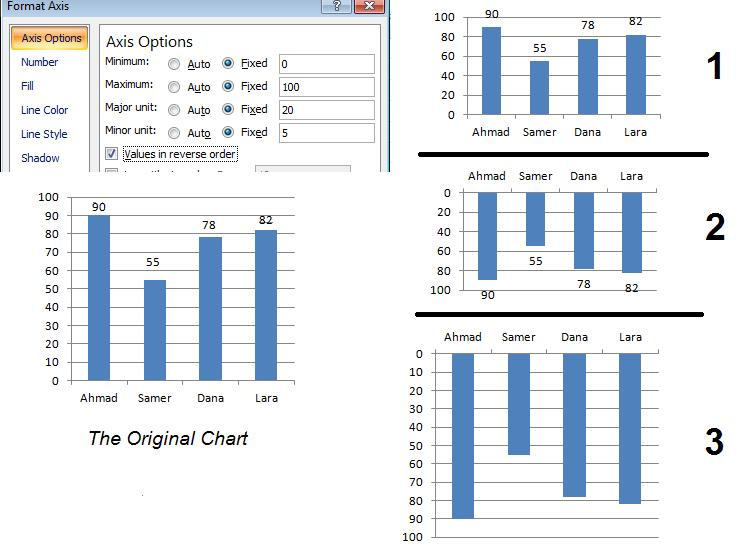 Format Axis
?
Axis Options
Number
Fill
Line Color
Line Style
Shadow
Axis Options
Minimum: Auto Fixed 0
Maximum: Auto Fixed 100
Major unit: Auto Fixed 20
Minor unit: Auto Fixed 5
Values in reverse order
100
90
80
70
60
50
40
30
20
10
0
90
55
78
82
Ahmad Samer Dana Lara
The Original Chart
100
80
60
40
20
0
90
55
78
82
Ahmad Samer Dana Lara
1
Ahmad Samer Dana Lara
0
20
40
60
80
100
90
55
78
82
2
Ahmad Samer Dana Lara
0
10
20
30
40
50
60
70
80
90
100
3